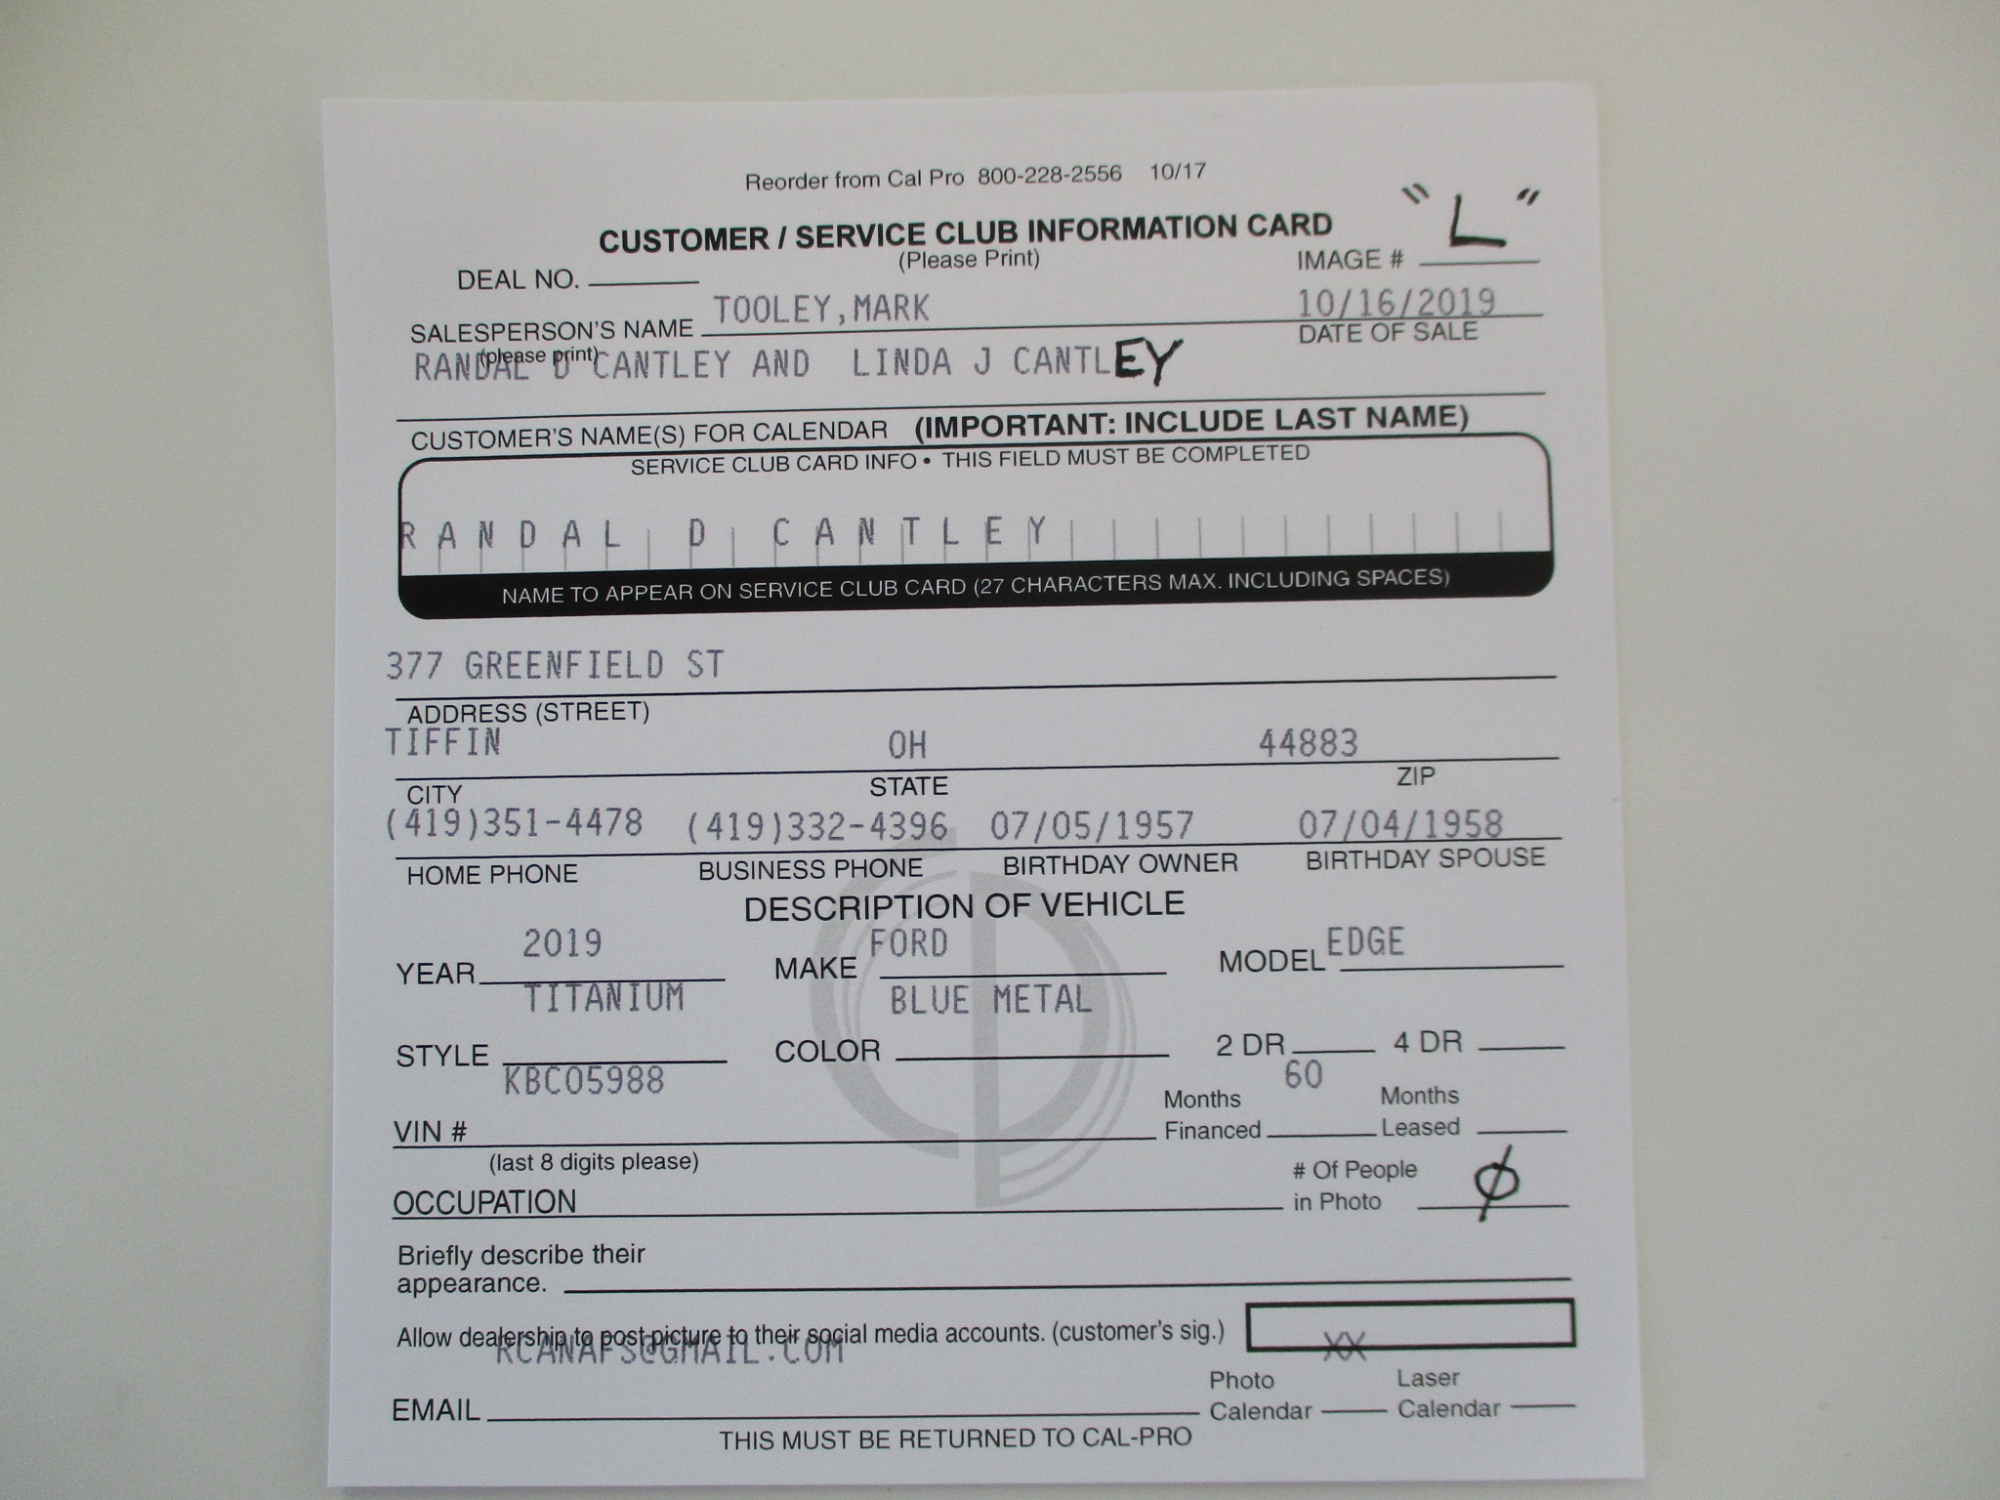 Reorder from Cal Pro 800-228-2556 10/17
"L"
CUSTOMER / SERVICE CLUB INFORMATION CARD
(Please Print)
IMAGE #
DEAL NO.
TOOLEY,MARK 10/16/2019
SALESPERSON'S NAME DATE OF SALE
(please print)
RANDAL D CANTLEY AND LINDA J CANTLEY
CUSTOMER'S NAME(S) FOR CALENDAR (IMPORTANT: INCLUDE LAST NAME)
SERVICE CLUB CARD INFO • THIS FIELD MUST BE COMPLETED
RANDAL D CANTLEY
NAME TO APPEAR ON SERVICE CLUB CARD (27 CHARACTERS MAX. INCLUDING SPACES)
377 GREENFIELD ST
ADDRESS (STREET)
TIFFIN OH 44883
CITY STATE ZIP
(419)351-4478 (419)332-4396 07/05/1957 07/04/1958
HOME PHONE BUSINESS PHONE BIRTHDAY OWNER BIRTHDAY SPOUSE
DESCRIPTION OF VEHICLE
2019 FORD EDGE
YEAR MAKE MODEL
TITANIUM BLUE METAL
STYLE COLOR 2 DR 4 DR
KBC05988 60
VIN # Months Financed Months Leased
(last 8 digits please)
OCCUPATION # Of People in Photo Ø
Briefly describe their
appearance.
Allow dealership to post picture to their social media accounts. (customer's sig.)
RCANAFS@GMAIL.COM XX
EMAIL Photo Calendar Laser Calendar
THIS MUST BE RETURNED TO CAL-PRO